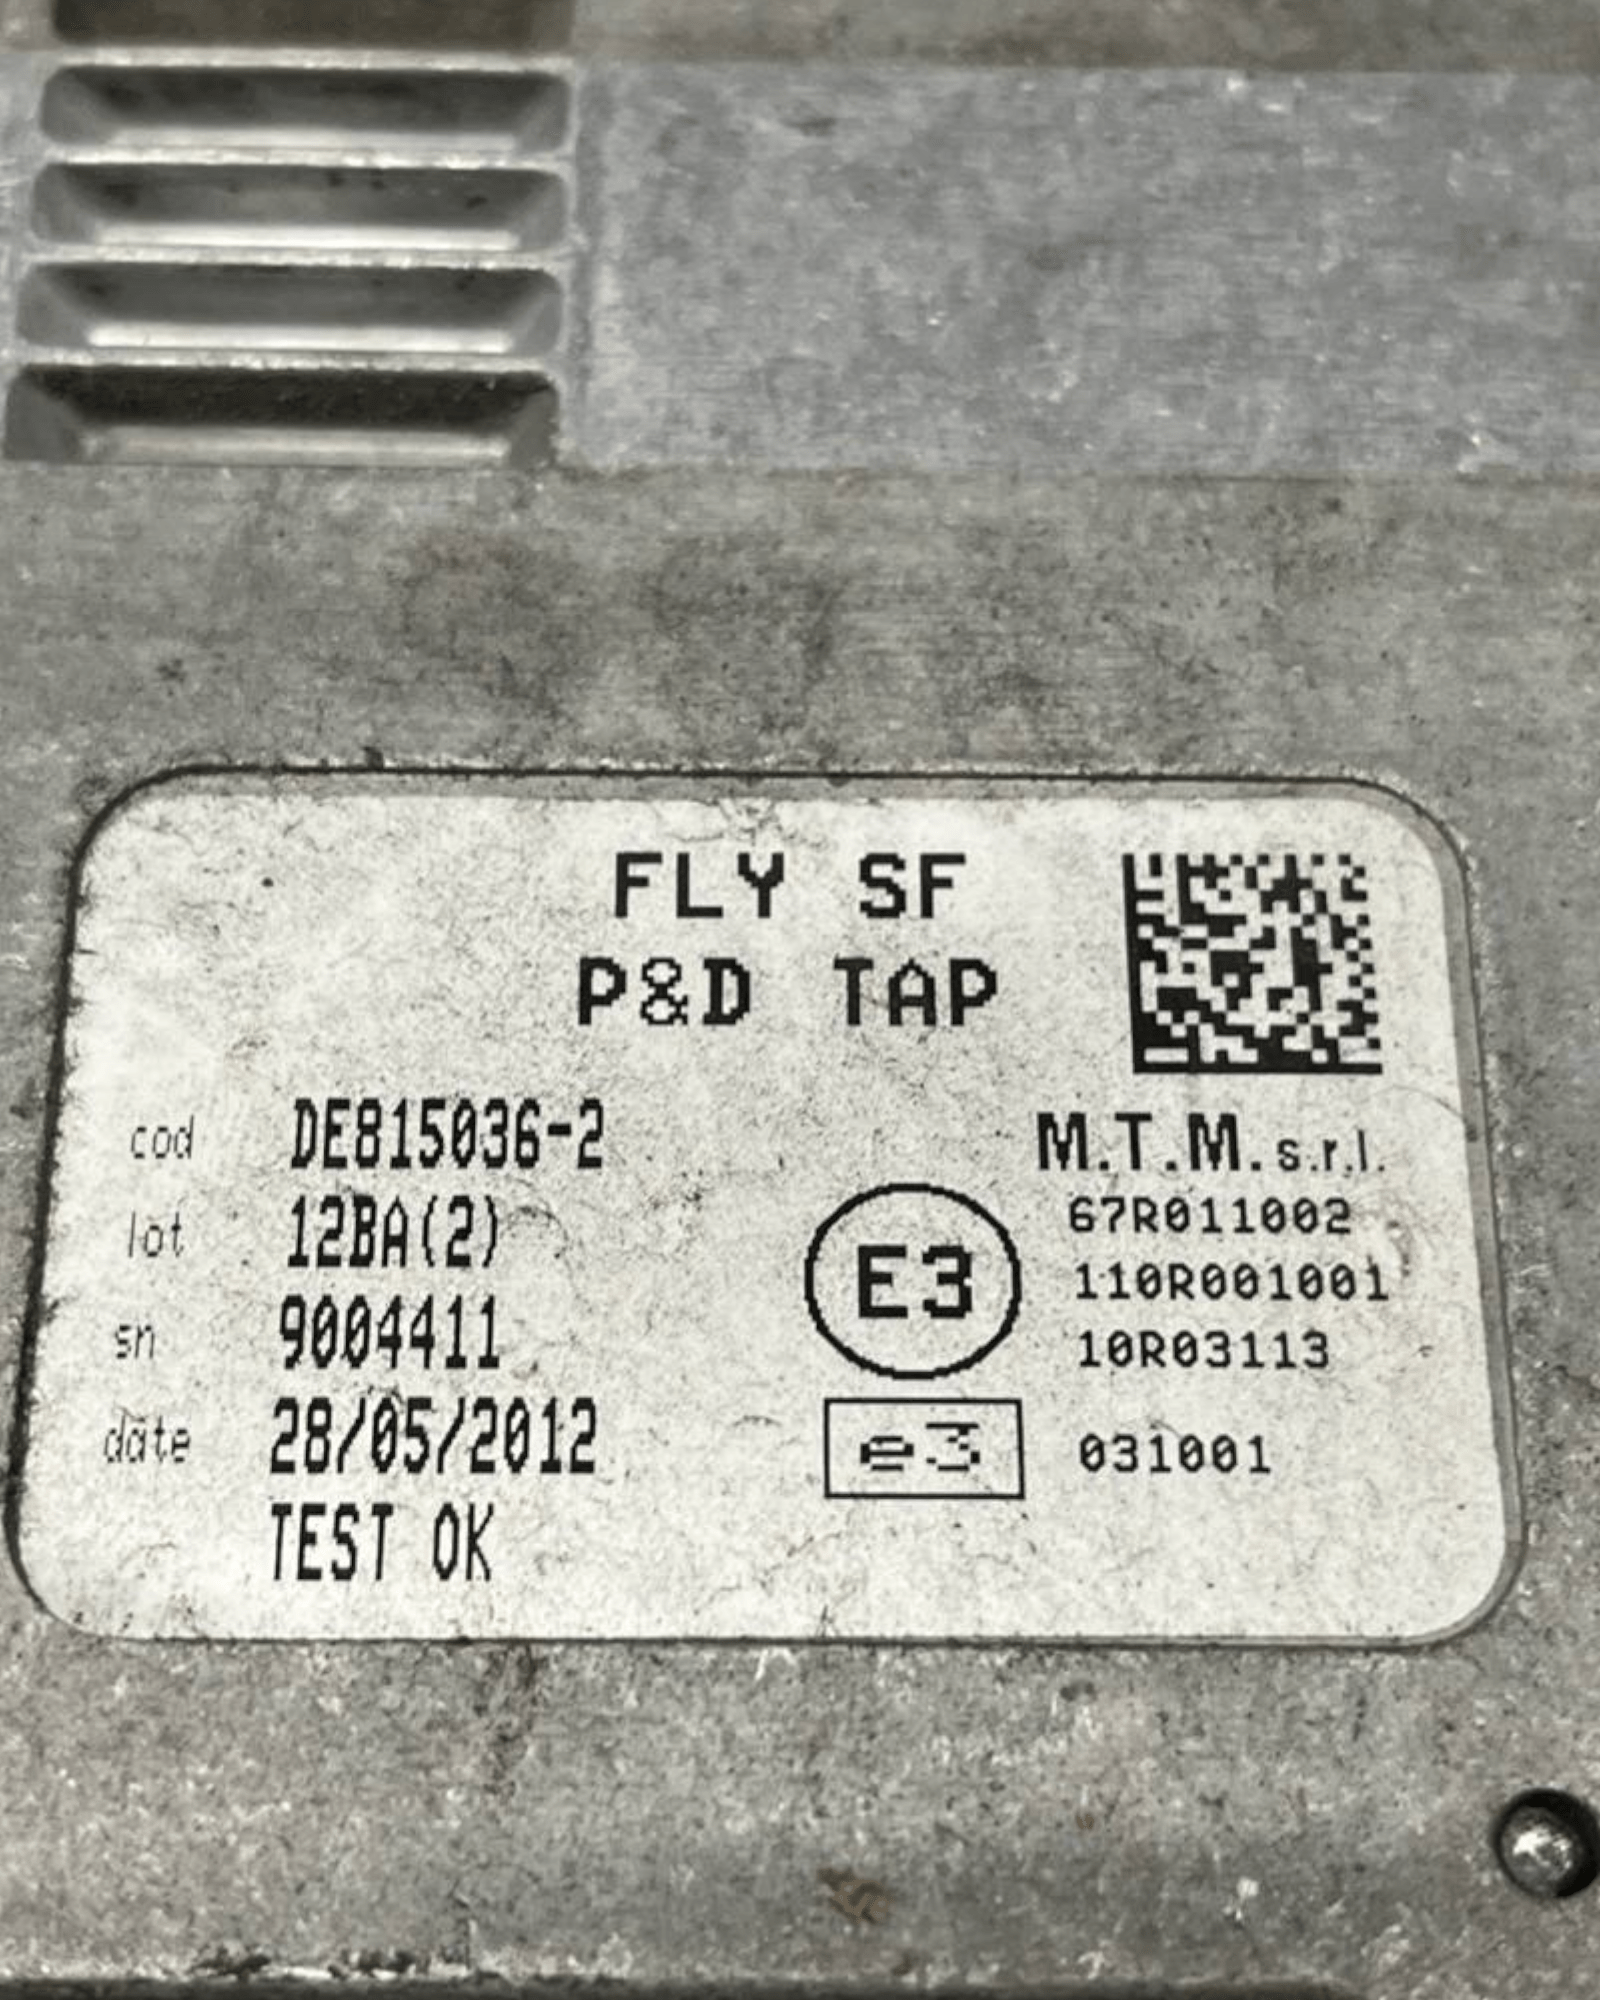 FLY SF
P&D TAP
cod DE815036-2
lot 12BA(2)
sn 9004411
date 28/05/2012
TEST OK
M.T.M. s.r.l.
E3
67R011002
110R001001
10R03113
e3 031001